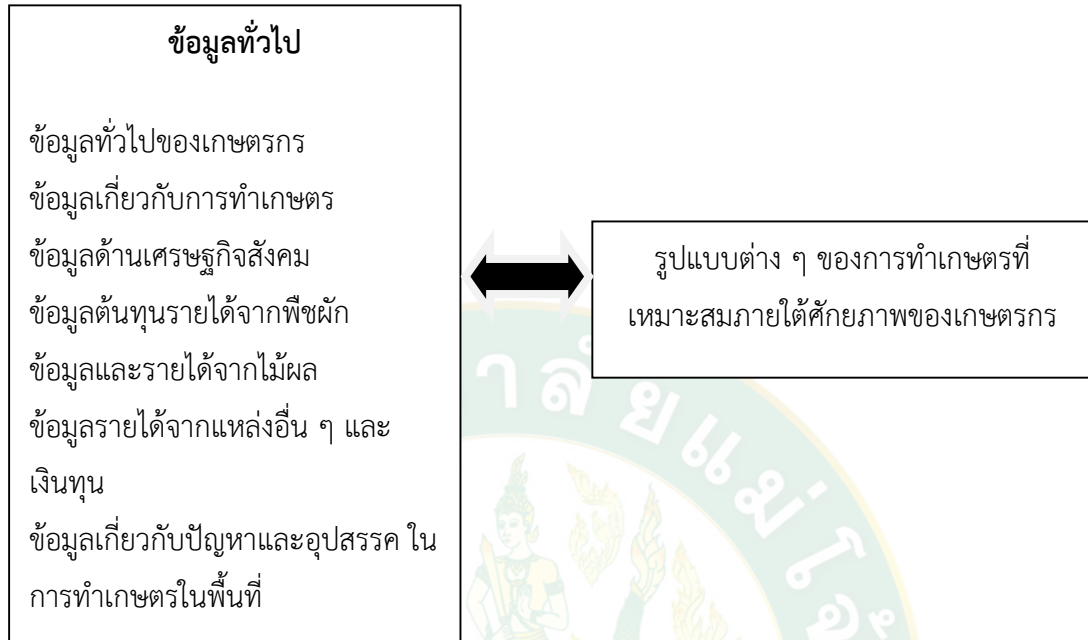 ข้อมูลทั่วไป
ข้อมูลทั่วไปของเกษตรกร
ข้อมูลเกี่ยวกับการทำเกษตร
ข้อมูลด้านเศรษฐกิจสังคม
ข้อมูลต้นทุนรายได้จากพืชผัก
ข้อมูลและรายได้จากไม้ผล
ข้อมูลรายได้จากแหล่งอื่น ๆ และ
เงินทุน
ข้อมูลเกี่ยวกับปัญหาและอุปสรรค ใน
การทำเกษตรในพื้นที่
รูปแบบต่าง ๆ ของการทำเกษตรที่
เหมาะสมภายใต้ศักยภาพของเกษตรกร